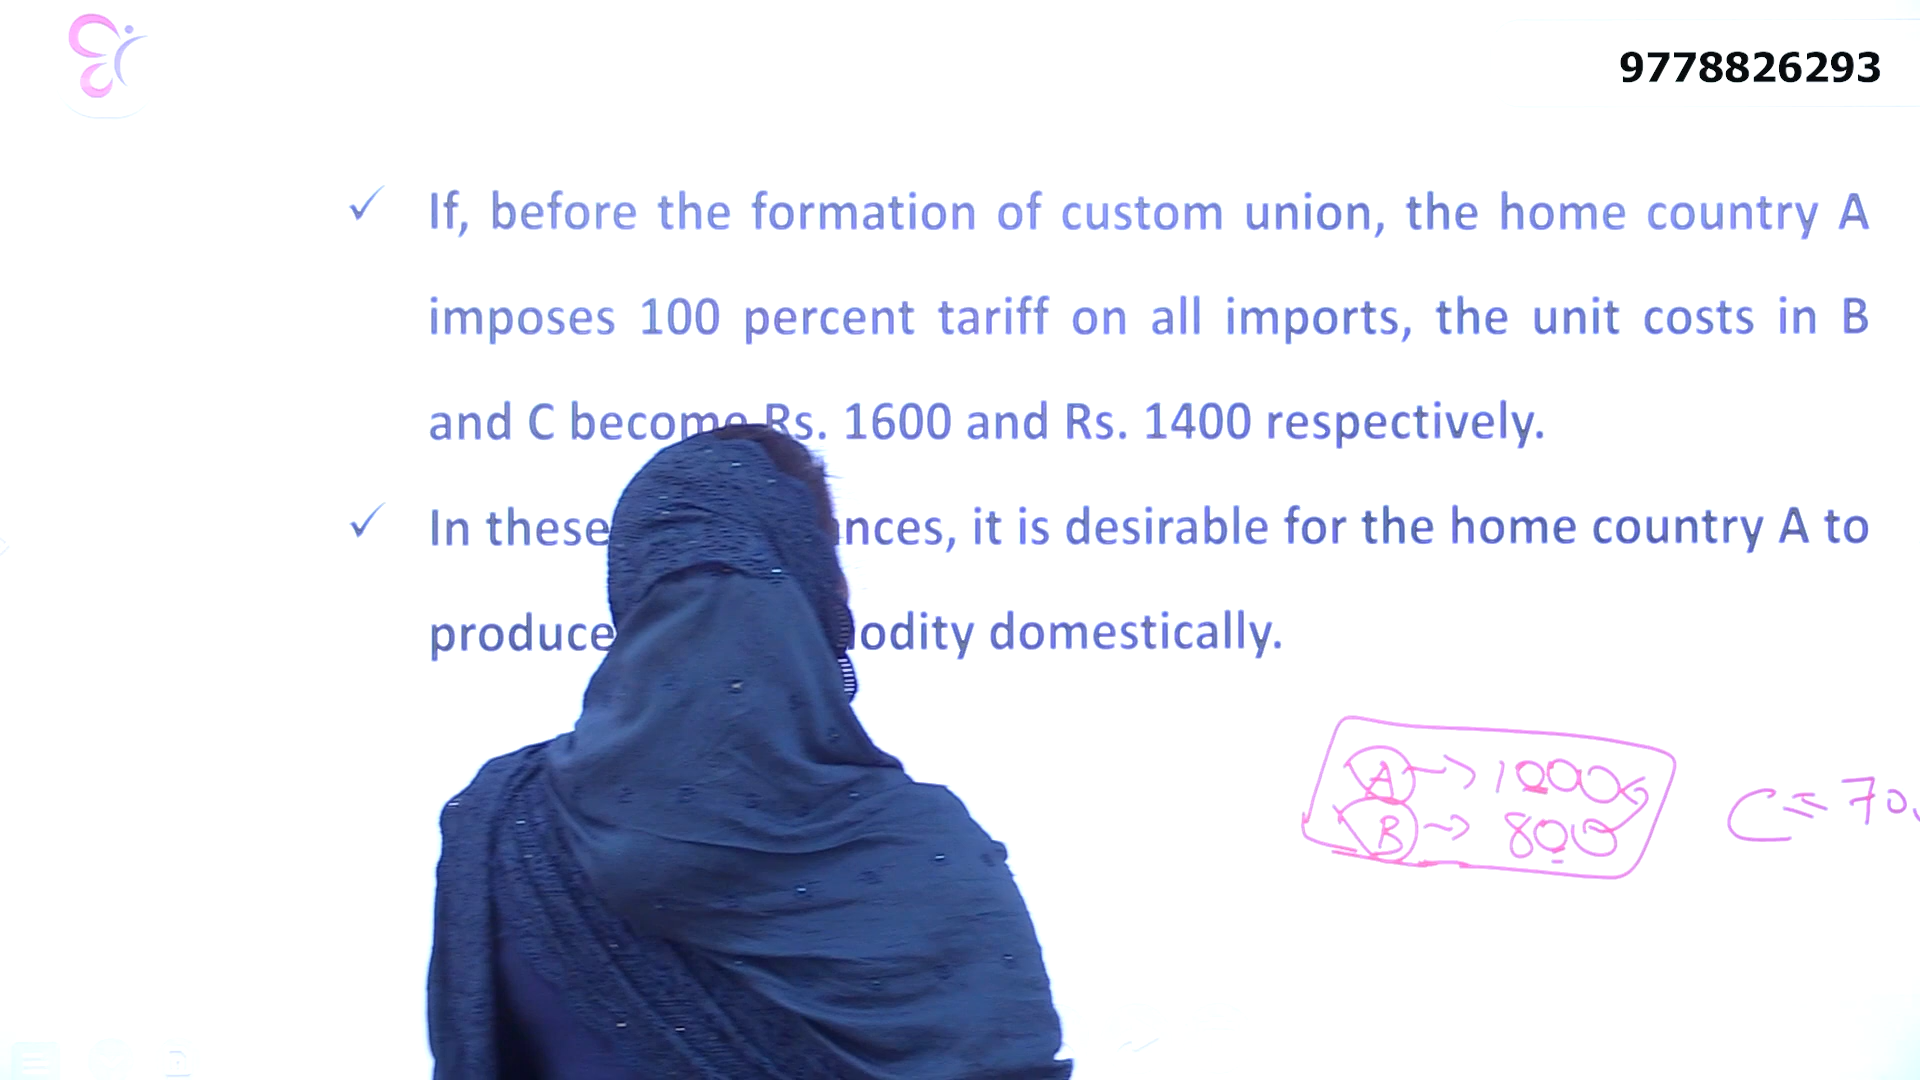 9778826293
✓ If, before the formation of custom union, the home country A
imposes 100 percent tariff on all imports, the unit costs in B
and C become Rs. 1600 and Rs. 1400 respectively.
✓ In these it is desirable for the home country A to
produce domestically.
A → 1000
B → 800
C = 70